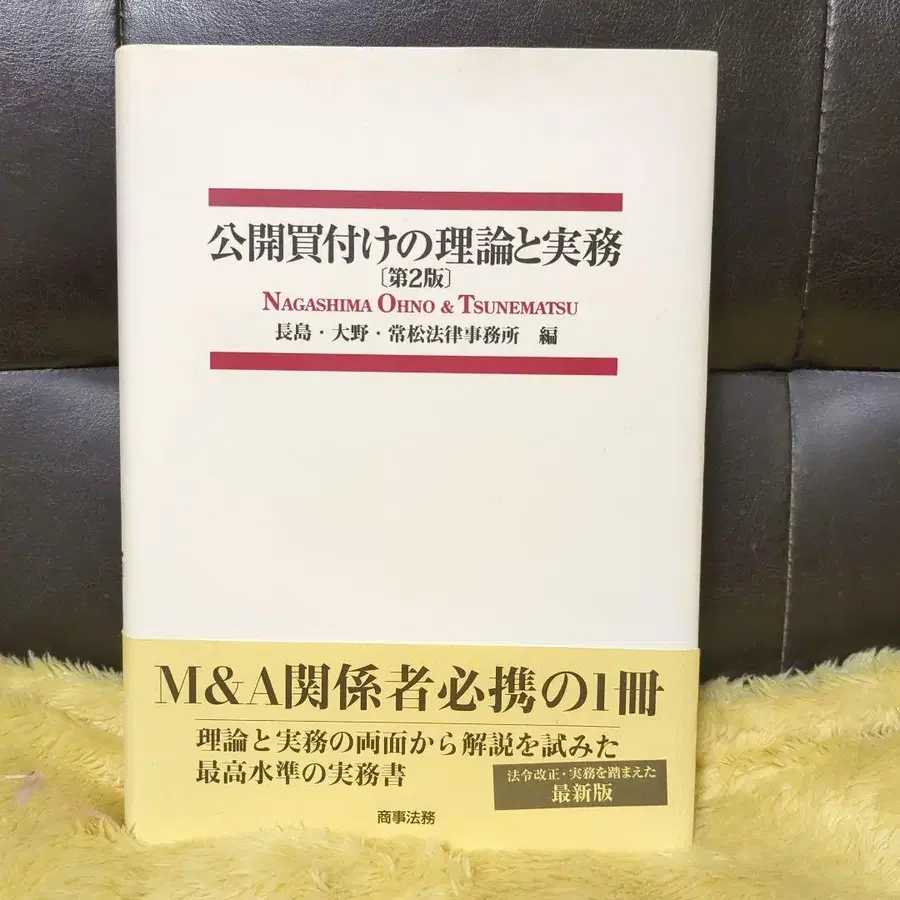 公開買付けの理論と実務
〔第2版〕
NAGASHIMA OHNO & TSUNEMATSU
長島・大野・常松法律事務所　編
M&A関係者必携の1冊
理論と実務の両面から解説を試みた
最高水準の実務書
法令改正・実務を踏まえた
最新版
商事法務